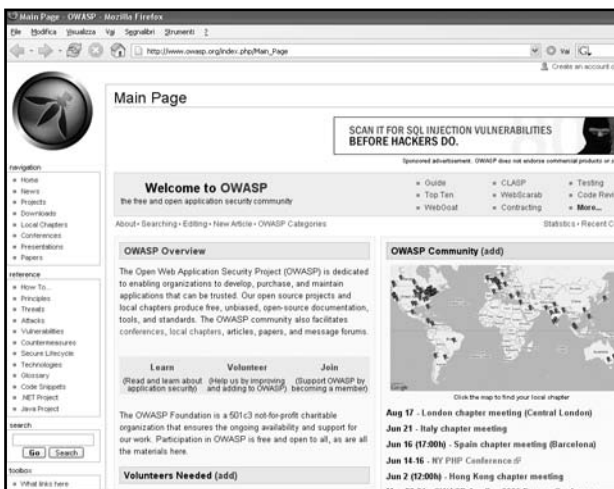 Main Page - OWASP - Mozilla Firefox
File Modifica Visualizza Vai Segnalibri Strumenti ?
http://www.owasp.org/index.php/Main_Page
Vai
Create an account
Main Page
SCAN IT FOR SQL INJECTION VULNERABILITIES
BEFORE HACKERS DO.
Sponsored advertisement. OWASP does not endorse commercial products or
navigation
Home
News
Projects
Downloads
Local Chapters
Conferences
Presentations
Papers
reference
How To...
Principles
Threats
Attacks
Vulnerabilities
Countermeasures
Secure Lifecycle
Technologies
Glossary
Code Snippets
.NET Project
Java Project
search
Go Search
toolbox
What links here
Welcome to OWASP
the free and open application security community
Guide
Top Ten
WebGoat
CLASP
WebScarab
Contracting
Testing
Code Revi
More...
About · Searching · Editing · New Article · OWASP Categories
Statistics · Recent C
OWASP Overview
The Open Web Application Security Project (OWASP) is dedicated
to enabling organizations to develop, purchase, and maintain
applications that can be trusted. Our open source projects and
local chapters produce free, unbiased, open-source documentation,
tools, and standards. The OWASP community also facilitates
conferences, local chapters, articles, papers, and message forums.
Learn
(Read and learn about
application security)
Volunteer
(Help us by improving
and adding to OWASP)
Join
(Support OWASP by
becoming a member)
The OWASP Foundation is a 501c3 not-for-profit charitable
organization that ensures the ongoing availability and support for
our work. Participation in OWASP is free and open to all, as are all
the materials here.
Volunteers Needed (add)
OWASP Community (add)
Google
Click the map to find your local chapter
Aug 17 - London chapter meeting (Central London)
Jun 21 - Italy chapter meeting
Jun 16 (17:00h) - Spain chapter meeting (Barcelona)
Jun 14-16 - NY PHP Conference
Jun 2 (12:00h) - Hong Kong chapter meeting